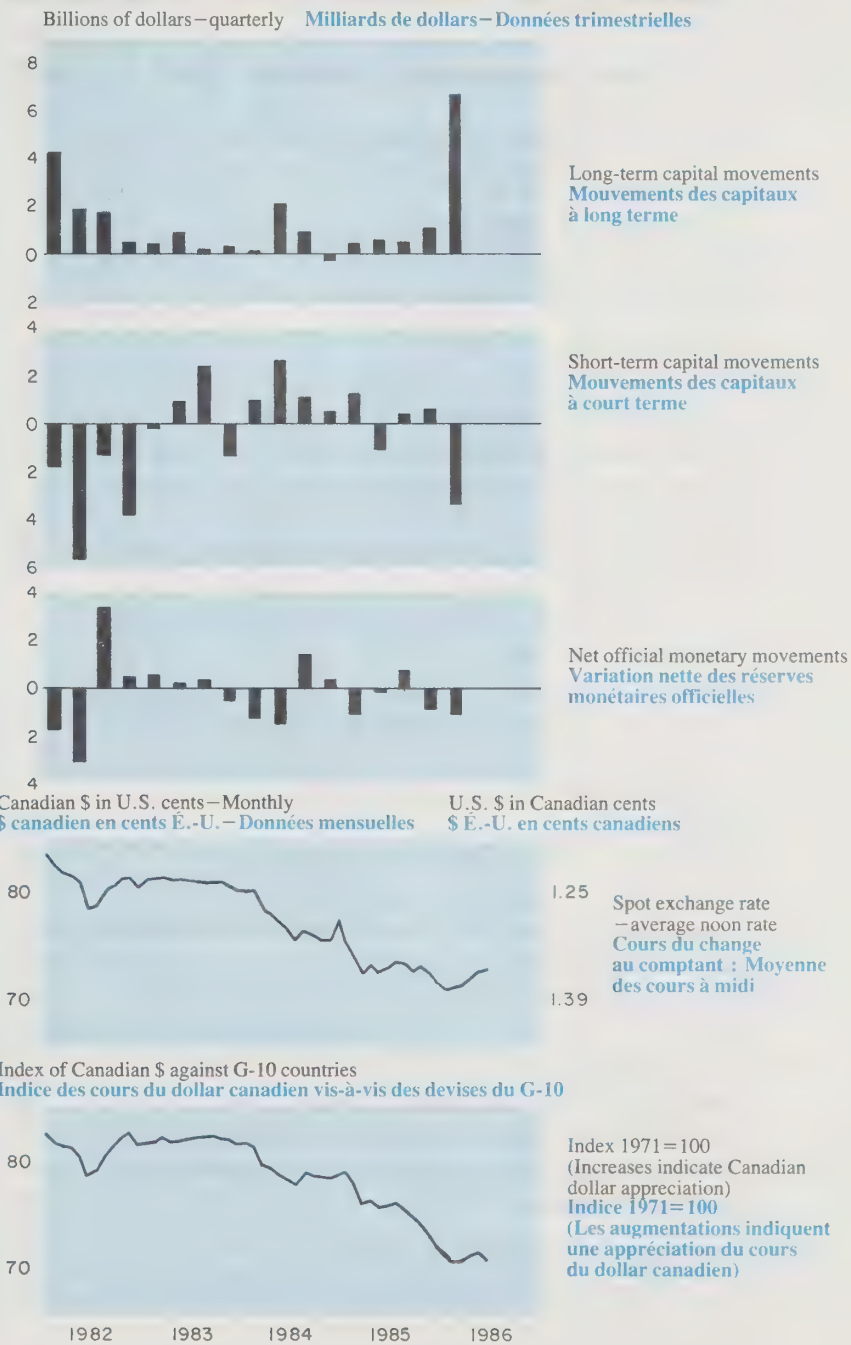 Billions of dollars—quarterly Milliards de dollars—Données trimestrielles
8
6
4
2
0
2
Long-term capital movements
Mouvements des capitaux
à long terme
4
2
0
2
4
6
Short-term capital movements
Mouvements des capitaux
à court terme
4
2
0
2
4
Net official monetary movements
Variation nette des réserves
monétaires officielles
Canadian $ in U.S. cents—Monthly U.S. $ in Canadian cents
$ canadien en cents É.-U.—Données mensuelles $ É.-U. en cents canadiens
80
70
1.25
1.39
Spot exchange rate
—average noon rate
Cours du change
au comptant : Moyenne
des cours à midi
Index of Canadian $ against G-10 countries
Indice des cours du dollar canadien vis-à-vis des devises du G-10
80
70
Index 1971=100
(Increases indicate Canadian
dollar appreciation)
Indice 1971=100
(Les augmentations indiquent
une appréciation du cours
du dollar canadien)
1982 1983 1984 1985 1986